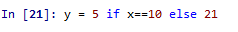 In [21]: y = 5 if x==10 else 21